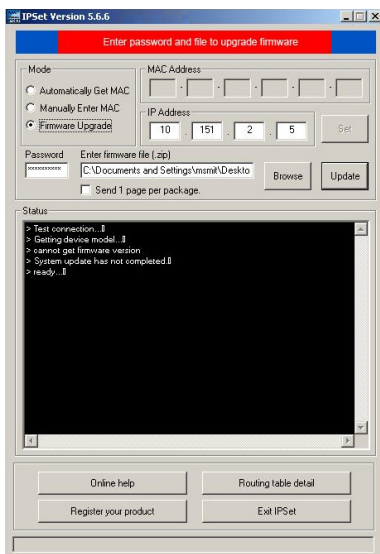 IPSet Version 5.6.6
Enter password and file to upgrade firmware
Mode
Automatically Get MAC
Manually Enter MAC
Firmware Upgrade
MAC Address
- - - - -
IP Address
10 . 151 . 2 . 5
Set
Password
Enter firmware file (.zip)
xxxxxxxxxx
C:\Documents and Settings\msmit\Deskto
Browse
Update
Send 1 page per package.
Status
> Test connection...▯
> Getting device model...▯
> cannot get firmware version
> System update has not completed.▯
> ready...▯
Online help
Routing table detail
Register your product
Exit IPSet